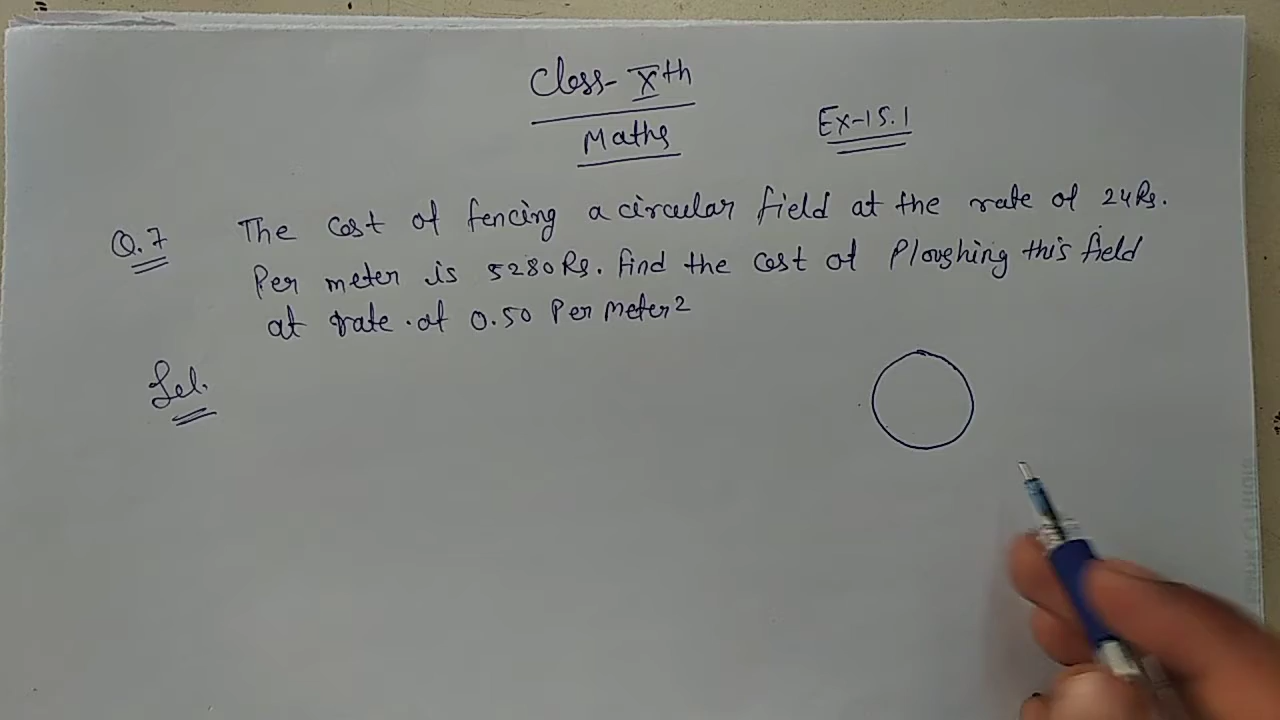 Class-Xth
Maths
Ex-15.1
Q.7 The cost of fencing a circular field at the rate of 24Rs.
Per meter is 5280Rs. find the cost of Ploughing this field
at rate of 0.50 Per Meter2
Sol.